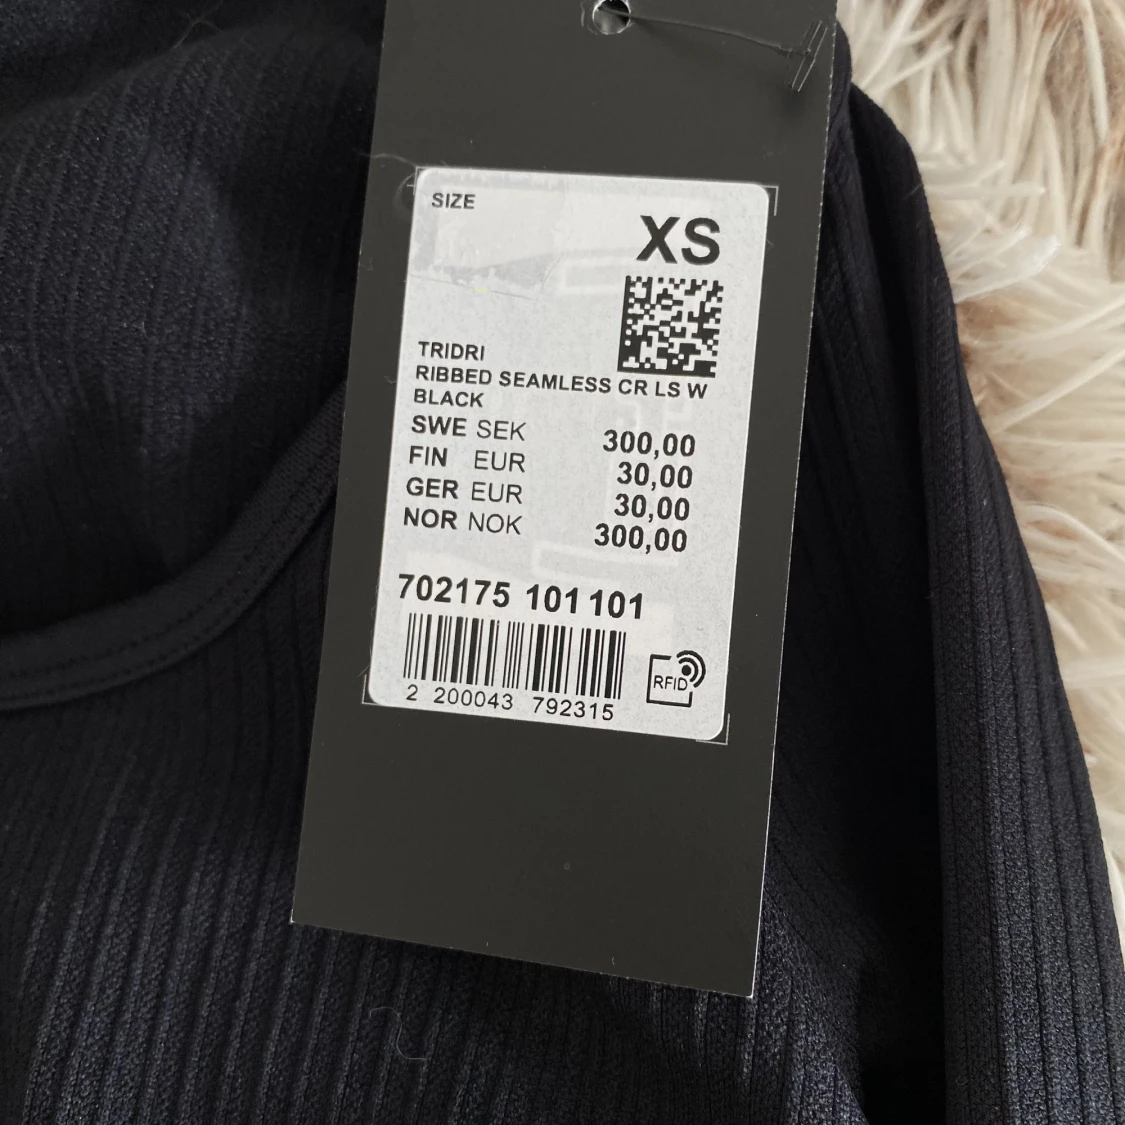 SIZE
XS
TRIDRI
RIBBED SEAMLESS CR LS W
BLACK
SWE SEK 300,00
FIN EUR 30,00
GER EUR 30,00
NOR NOK 300,00
702175 101 101
2 200043 792315
RFID